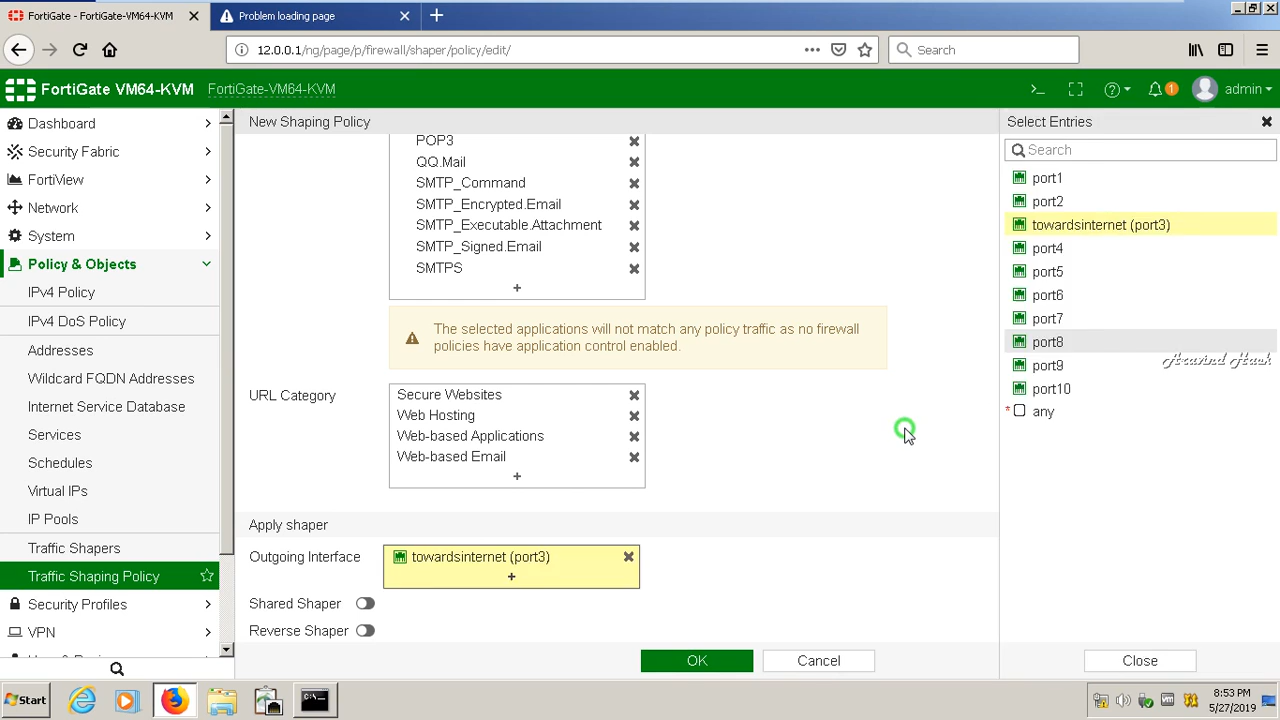 FortiGate - FortiGate VM64-KVM
Problem loading page
12.0.0.1/ng/page/p/firewall/shaper/policy/edit/
Search
FortiGate VM64-KVM
FortiGate-VM64-KVM
1
admin
Dashboard
Security Fabric
FortiView
Network
System
Policy & Objects
IPv4 Policy
IPv4 DoS Policy
Addresses
Wildcard FQDN Addresses
Internet Service Database
Services
Schedules
Virtual IPs
IP Pools
Traffic Shapers
Traffic Shaping Policy
Security Profiles
VPN
New Shaping Policy
POP3
QQ.Mail
SMTP_Command
SMTP_Encrypted.Email
SMTP_Executable.Attachment
SMTP_Signed.Email
SMTPS
The selected applications will not match any policy traffic as no firewall
policies have application control enabled.
URL Category
Secure Websites
Web Hosting
Web-based Applications
Web-based Email
Apply shaper
Outgoing Interface
towardsinternet (port3)
Shared Shaper
Reverse Shaper
OK
Cancel
Select Entries
Search
port1
port2
towardsinternet (port3)
port4
port5
port6
port7
port8
port9
port10
* any
Close
Start
8:53 PM
5/27/2019